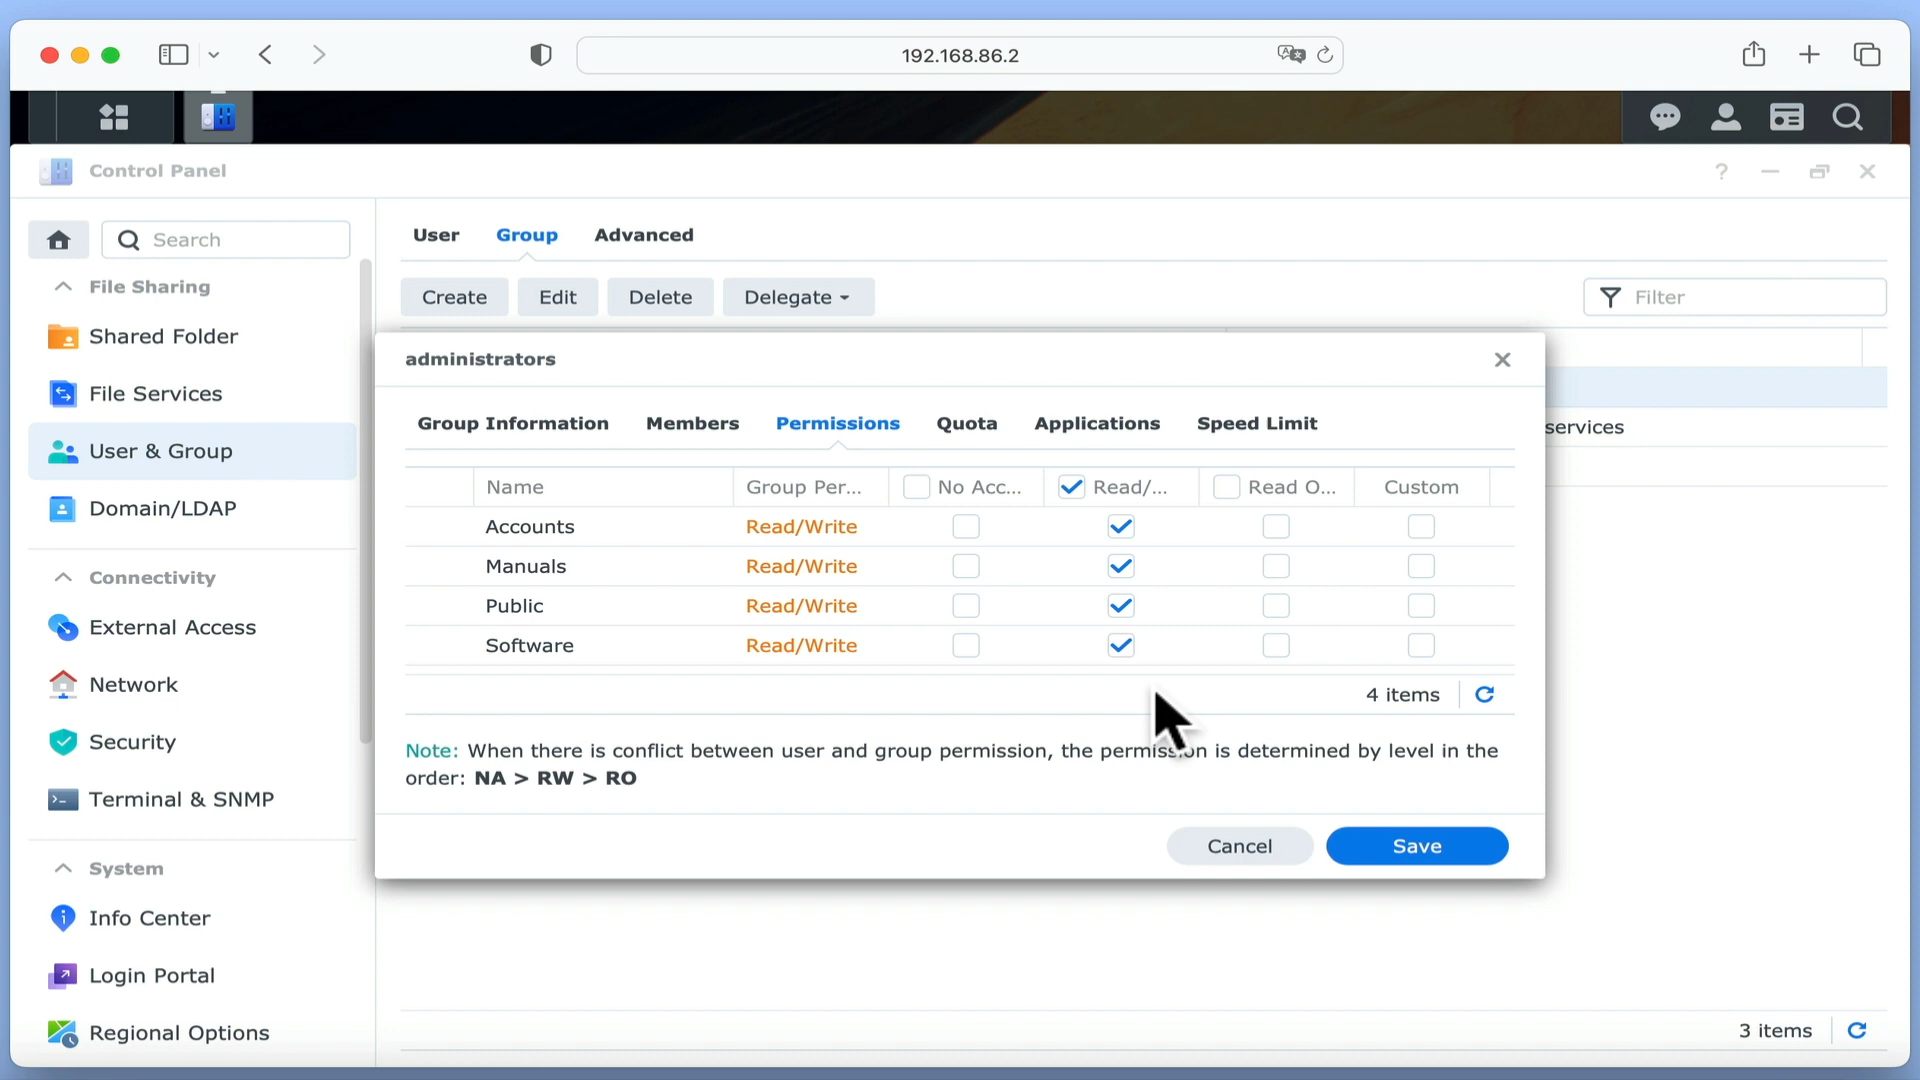 192.168.86.2
Control Panel
Search
File Sharing
Shared Folder
File Services
User & Group
Domain/LDAP
Connectivity
External Access
Network
Security
Terminal & SNMP
System
Info Center
Login Portal
Regional Options
User Group Advanced
Create Edit Delete Delegate
Filter
services
administrators
Group Information Members Permissions Quota Applications Speed Limit
Name Group Per... No Acc... Read/... Read O... Custom
Accounts Read/Write
Manuals Read/Write
Public Read/Write
Software Read/Write
4 items
Note: When there is conflict between user and group permission, the permission is determined by level in the
order: NA > RW > RO
Cancel Save
3 items